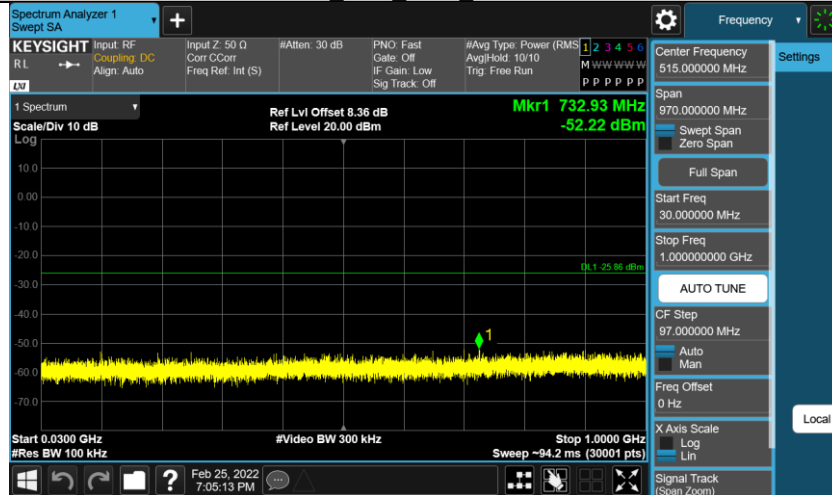 Spectrum Analyzer 1
Swept SA
+
Frequency
KEYSIGHT
RL
LXI
Input: RF
Coupling: DC
Align: Auto
Input Z: 50 Ω
Corr CCorr
Freq Ref: Int (S)
#Atten: 30 dB
PNO: Fast
Gate: Off
IF Gain: Low
Sig Track: Off
#Avg Type: Power (RMS
Avg|Hold: 10/10
Trig: Free Run
1 2 3 4 5 6
M W W W W W
P P P P P P
1 Spectrum
Scale/Div 10 dB
Log
Ref Lvl Offset 8.36 dB
Ref Level 20.00 dBm
Mkr1 732.93 MHz
-52.22 dBm
10.0
0.00
-10.0
-20.0
DL1 -25.86 dBm
-30.0
-40.0
1
-50.0
-60.0
-70.0
Start 0.0300 GHz
#Res BW 100 kHz
#Video BW 300 kHz
Stop 1.0000 GHz
Sweep ~94.2 ms (30001 pts)
?
Feb 25, 2022
7:05:13 PM
Center Frequency
515.000000 MHz
Span
970.000000 MHz
Swept Span
Zero Span
Full Span
Start Freq
30.000000 MHz
Stop Freq
1.000000000 GHz
AUTO TUNE
CF Step
97.000000 MHz
Auto
Man
Freq Offset
0 Hz
X Axis Scale
Log
Lin
Signal Track
(Span Zoom)
Settings
Local